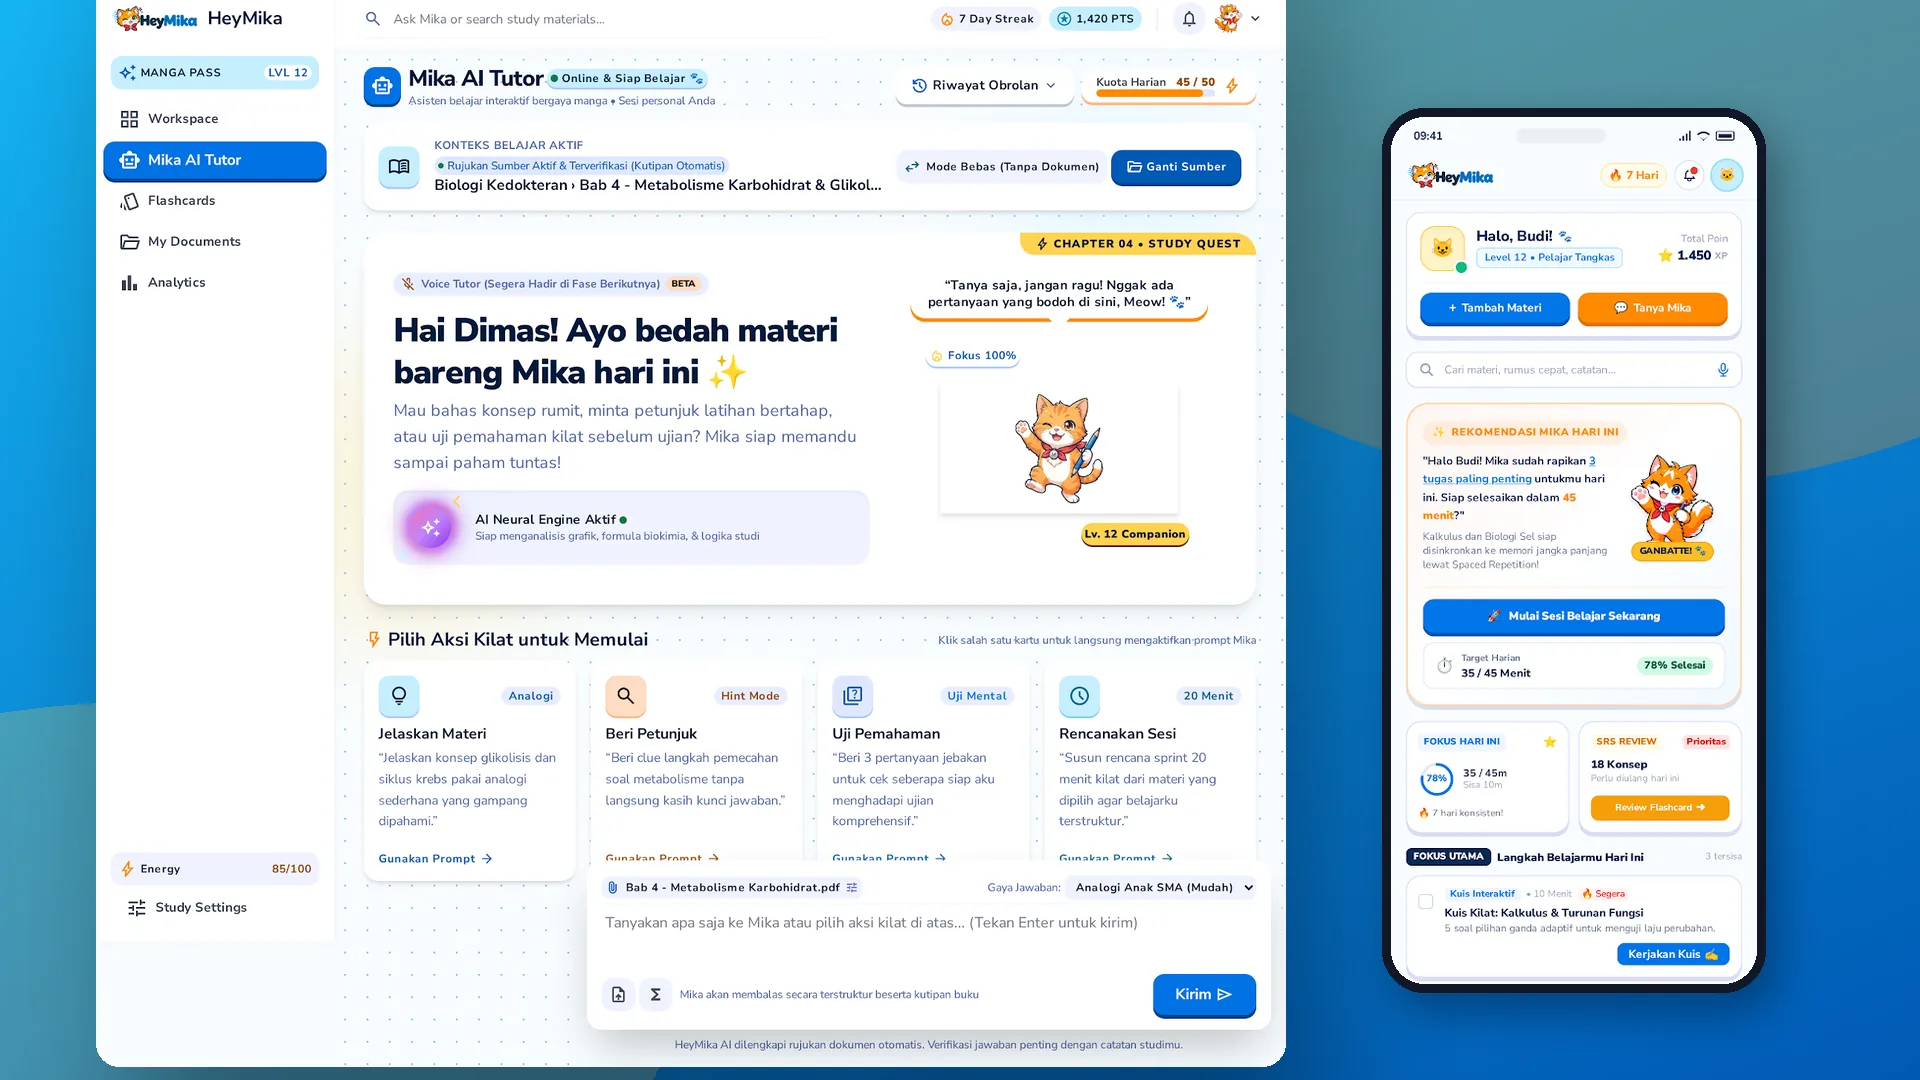 HeyMika HeyMika
Ask Mika or search study materials...
7 Day Streak
1,420 PTS
MANGA PASS
LVL 12
Workspace
Mika AI Tutor
Flashcards
My Documents
Analytics
Energy
85/100
Study Settings
Mika AI Tutor
Online & Siap Belajar 🐾
Asisten belajar interaktif bergaya manga • Sesi personal Anda
Riwayat Obrolan
Kuota Harian 45 / 50
KONTEKS BELAJAR AKTIF
Rujukan Sumber Aktif & Terverifikasi (Kutipan Otomatis)
Biologi Kedokteran › Bab 4 - Metabolisme Karbohidrat & Glikol...
Mode Bebas (Tanpa Dokumen)
Ganti Sumber
CHAPTER 04 • STUDY QUEST
Voice Tutor (Segera Hadir di Fase Berikutnya) BETA
Hai Dimas! Ayo bedah materi
bareng Mika hari ini ✨
Mau bahas konsep rumit, minta petunjuk latihan bertahap,
atau uji pemahaman kilat sebelum ujian? Mika siap memandu
sampai paham tuntas!
AI Neural Engine Aktif
Siap menganalisis grafik, formula biokimia, & logika studi
“Tanya saja, jangan ragu! Nggak ada
pertanyaan yang bodoh di sini, Meow! 🐾”
Fokus 100%
Lv. 12 Companion
Pilih Aksi Kilat untuk Memulai
Klik salah satu kartu untuk langsung mengaktifkan prompt Mika
Analogi
Jelaskan Materi
“Jelaskan konsep glikolisis dan
siklus krebs pakai analogi
sederhana yang gampang
dipahami.”
Gunakan Prompt →
Hint Mode
Beri Petunjuk
“Beri clue langkah pemecahan
soal metabolisme tanpa
langsung kasih kunci jawaban.”
Gunakan Prompt →
Uji Mental
Uji Pemahaman
“Beri 3 pertanyaan jebakan
untuk cek seberapa siap aku
menghadapi ujian
komprehensif.”
Gunakan Prompt →
20 Menit
Rencanakan Sesi
“Susun rencana sprint 20
menit kilat dari materi yang
dipilih agar belajarku
terstruktur.”
Gunakan Prompt →
Bab 4 - Metabolisme Karbohidrat.pdf
Gaya Jawaban: Analogi Anak SMA (Mudah)
Tanyakan apa saja ke Mika atau pilih aksi kilat di atas... (Tekan Enter untuk kirim)
Σ
Mika akan membalas secara terstruktur beserta kutipan buku
Kirim
HeyMika AI dilengkapi rujukan dokumen otomatis. Verifikasi jawaban penting dengan catatan studimu.
09:41
HeyMika
🔥 7 Hari
Halo, Budi! 🐾
Level 12 • Pelajar Tangkas
Total Poin
⭐ 1.450 XP
+ Tambah Materi
💬 Tanya Mika
Cari materi, rumus cepat, catatan...
✨ REKOMENDASI MIKA HARI INI
"Halo Budi! Mika sudah rapikan 3
tugas paling penting untukmu hari
ini. Siap selesaikan dalam 45
menit?"
Kalkulus dan Biologi Sel siap
disinkronkan ke memori jangka panjang
lewat Spaced Repetition!
GANBATTE! 🐾
🚀 Mulai Sesi Belajar Sekarang
Target Harian
35 / 45 Menit
78% Selesai
FOKUS HARI INI ⭐
78%
35 / 45m
Sisa 10m
🔥 7 hari konsisten!
SRS REVIEW
Prioritas
18 Konsep
Perlu diulang hari ini
Review Flashcard ➔
FOKUS UTAMA Langkah Belajarmu Hari Ini
3 tersisa
Kuis Interaktif • 10 Menit 🔥 Segera
Kuis Kilat: Kalkulus & Turunan Fungsi
5 soal pilihan ganda adaptif untuk menguji laju perubahan.
Kerjakan Kuis ✍️